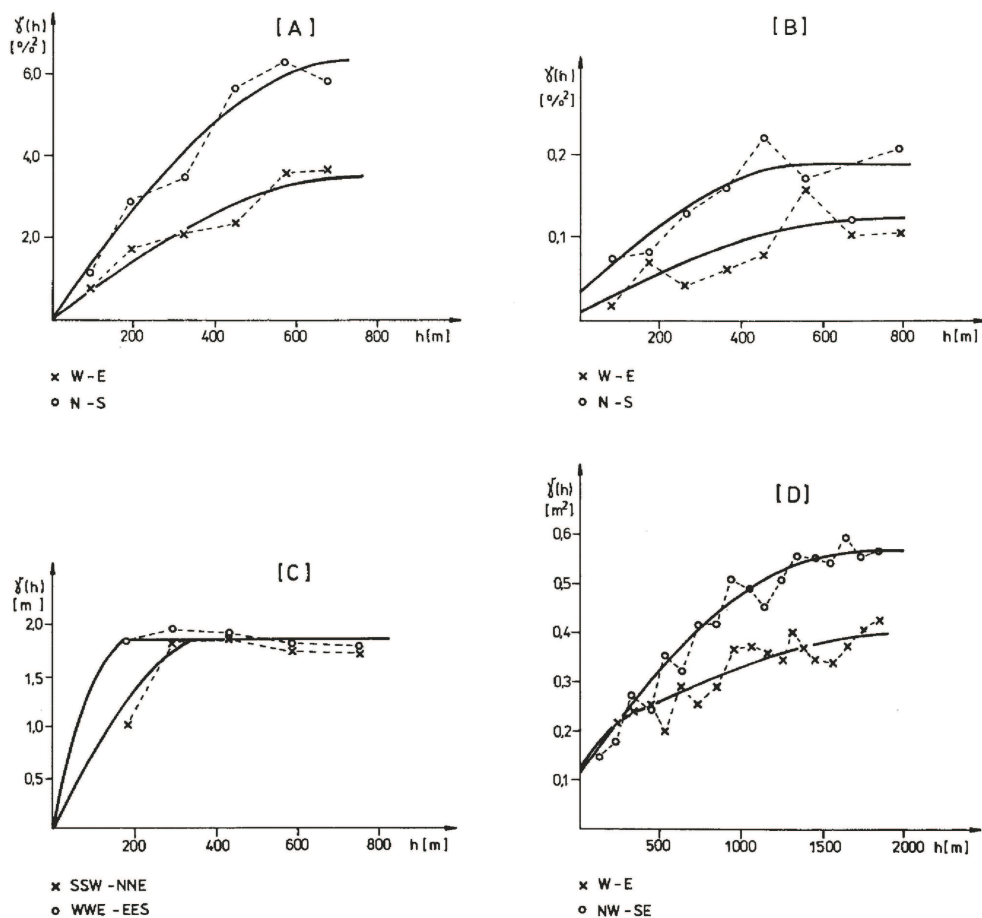 [A]
γ(h)
[%²]
6,0
4,0
2,0
200 400 600 800 h[m]
× W-E
○ N-S
[B]
γ(h)
[%²]
0,2
0,1
200 400 600 800 h[m]
× W-E
○ N-S
[C]
γ(h)
[m]
2,0
1,5
1,0
0,5
200 400 600 800 h[m]
× SSW-NNE
○ WWE-EES
[D]
γ(h)
[m²]
0,6
0,5
0,4
0,3
0,2
0,1
500 1000 1500 2000 h[m]
× W-E
○ NW-SE